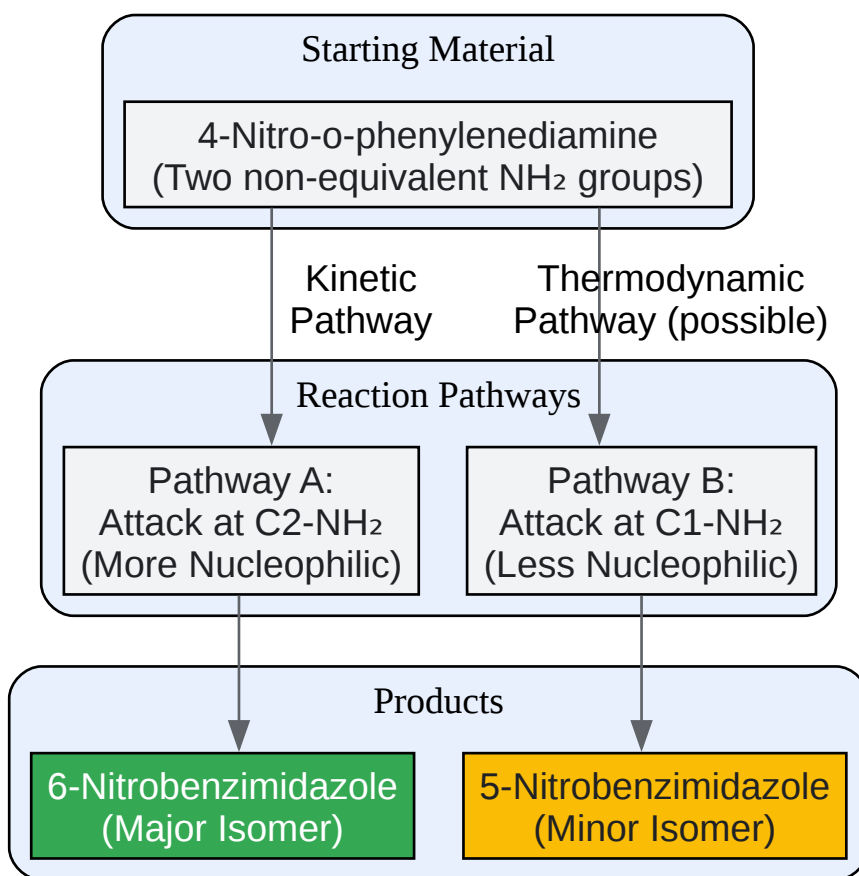 Starting Material
4-Nitro-o-phenylenediamine
(Two non-equivalent NH₂ groups)
Kinetic
Pathway
Thermodynamic
Pathway (possible)
Reaction Pathways
Pathway A:
Attack at C2-NH₂
(More Nucleophilic)
Pathway B:
Attack at C1-NH₂
(Less Nucleophilic)
Products
6-Nitrobenzimidazole
(Major Isomer)
5-Nitrobenzimidazole
(Minor Isomer)